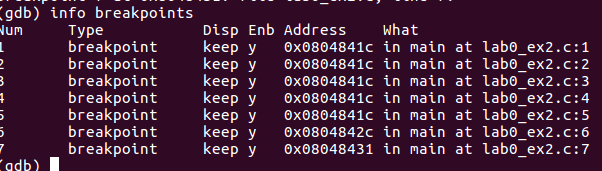 (gdb) info breakpoints
Num     Type           Disp Enb Address    What
1       breakpoint     keep y   0x0804841c in main at lab0_ex2.c:1
2       breakpoint     keep y   0x0804841c in main at lab0_ex2.c:2
3       breakpoint     keep y   0x0804841c in main at lab0_ex2.c:3
4       breakpoint     keep y   0x0804841c in main at lab0_ex2.c:4
5       breakpoint     keep y   0x0804841c in main at lab0_ex2.c:5
6       breakpoint     keep y   0x0804842c in main at lab0_ex2.c:6
7       breakpoint     keep y   0x08048431 in main at lab0_ex2.c:7
(gdb)